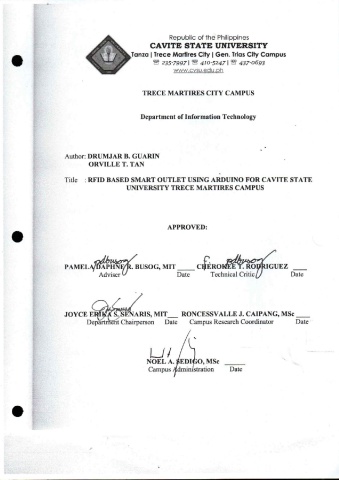 Republic of the Philippines
CAVITE STATE UNIVERSITY
Tanza | Trece Martires City | Gen. Trias City Campus
☏ 235-7997 | ☏ 410-5247 | ☏ 437-0693
www.cvsu.edu.ph
TRECE MARTIRES CITY CAMPUS
Department of Information Technology
Author: DRUMJAR B. GUARIN
ORVILLE T. TAN
Title : RFID BASED SMART OUTLET USING ARDUINO FOR CAVITE STATE
UNIVERSITY TRECE MARTIRES CAMPUS
APPROVED:
PAMELA DAPHNE R. BUSOG, MIT ____ CHEROKEE T. RODRIGUEZ ____
Adviser Date Technical Critic Date
JOYCE ERIKA S. SENARIS, MIT __ RONCESSVALLE J. CAIPANG, MSc ____
Department Chairperson Date Campus Research Coordinator Date
NOEL A. SEDIGO, MSc ____
Campus Administration Date